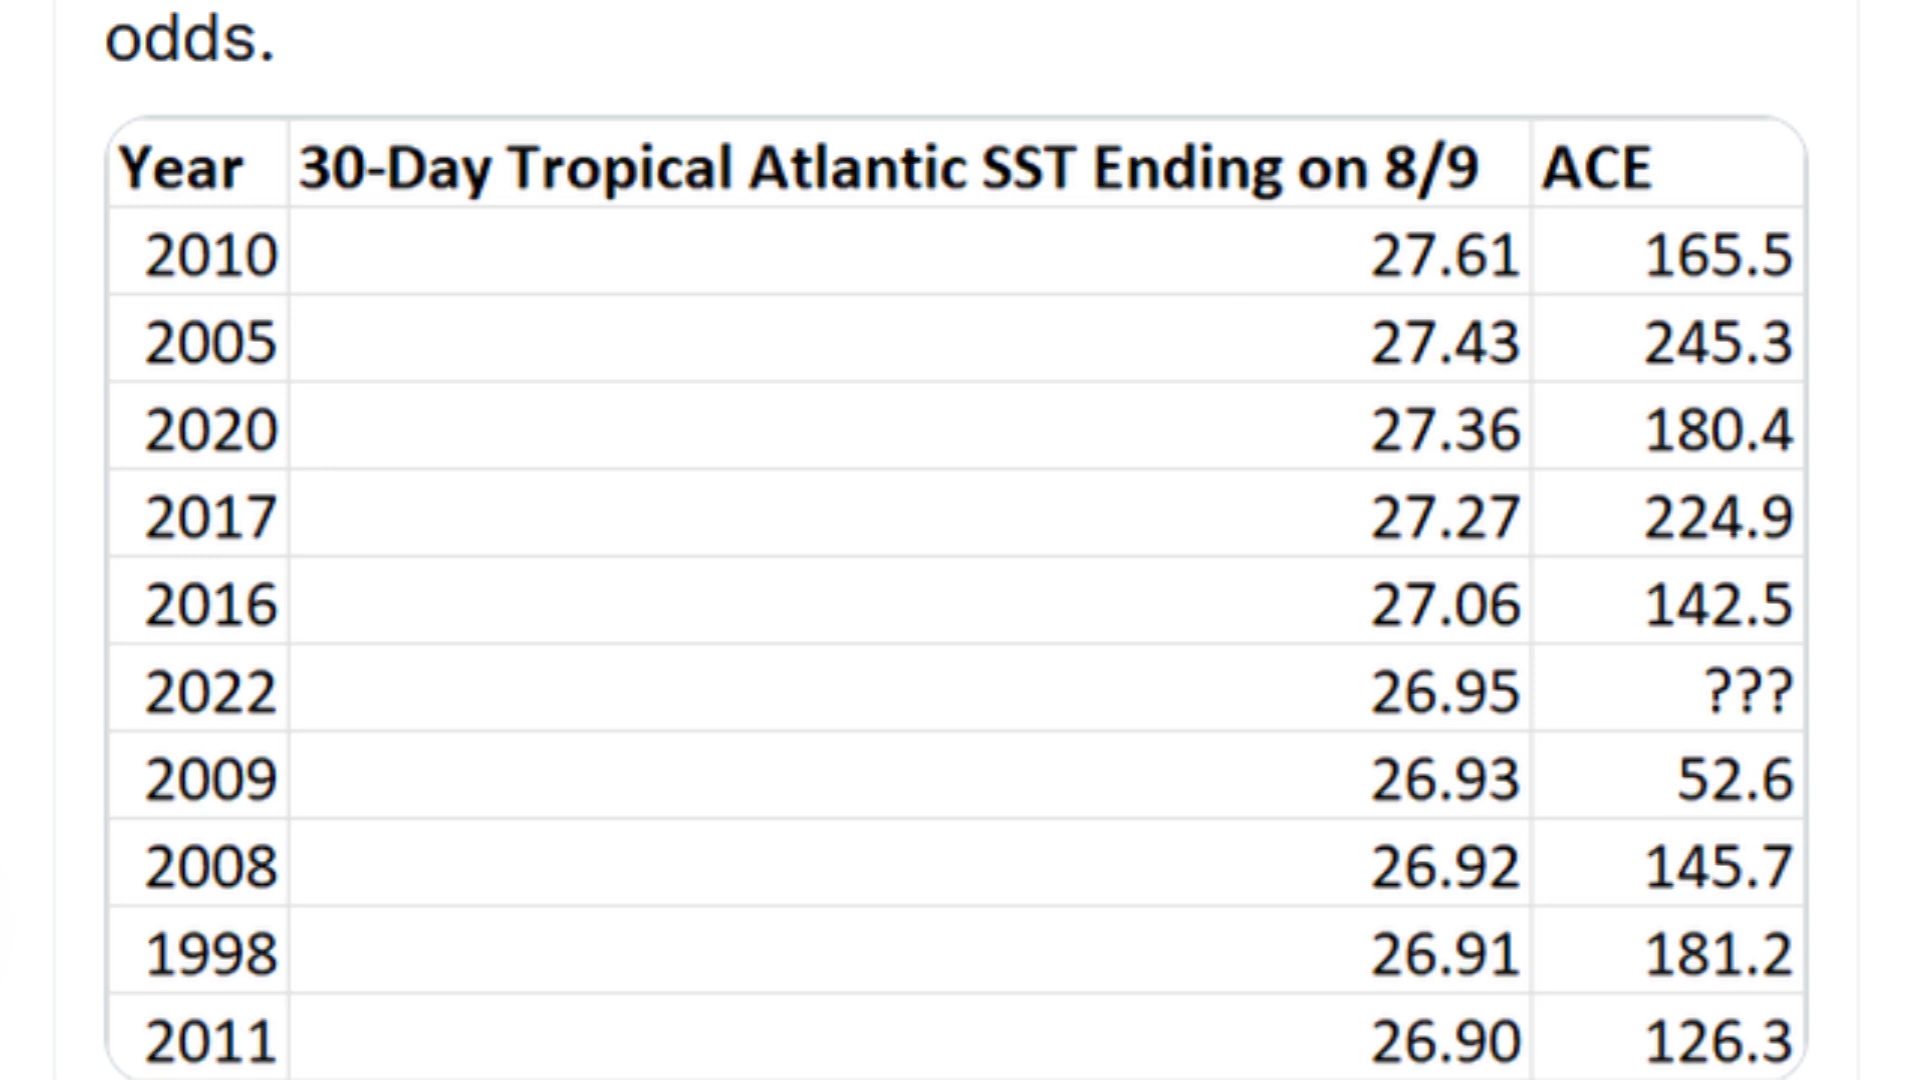 odds.
Year 30-Day Tropical Atlantic SST Ending on 8/9 ACE
2010 27.61 165.5
2005 27.43 245.3
2020 27.36 180.4
2017 27.27 224.9
2016 27.06 142.5
2022 26.95 ???
2009 26.93 52.6
2008 26.92 145.7
1998 26.91 181.2
2011 26.90 126.3